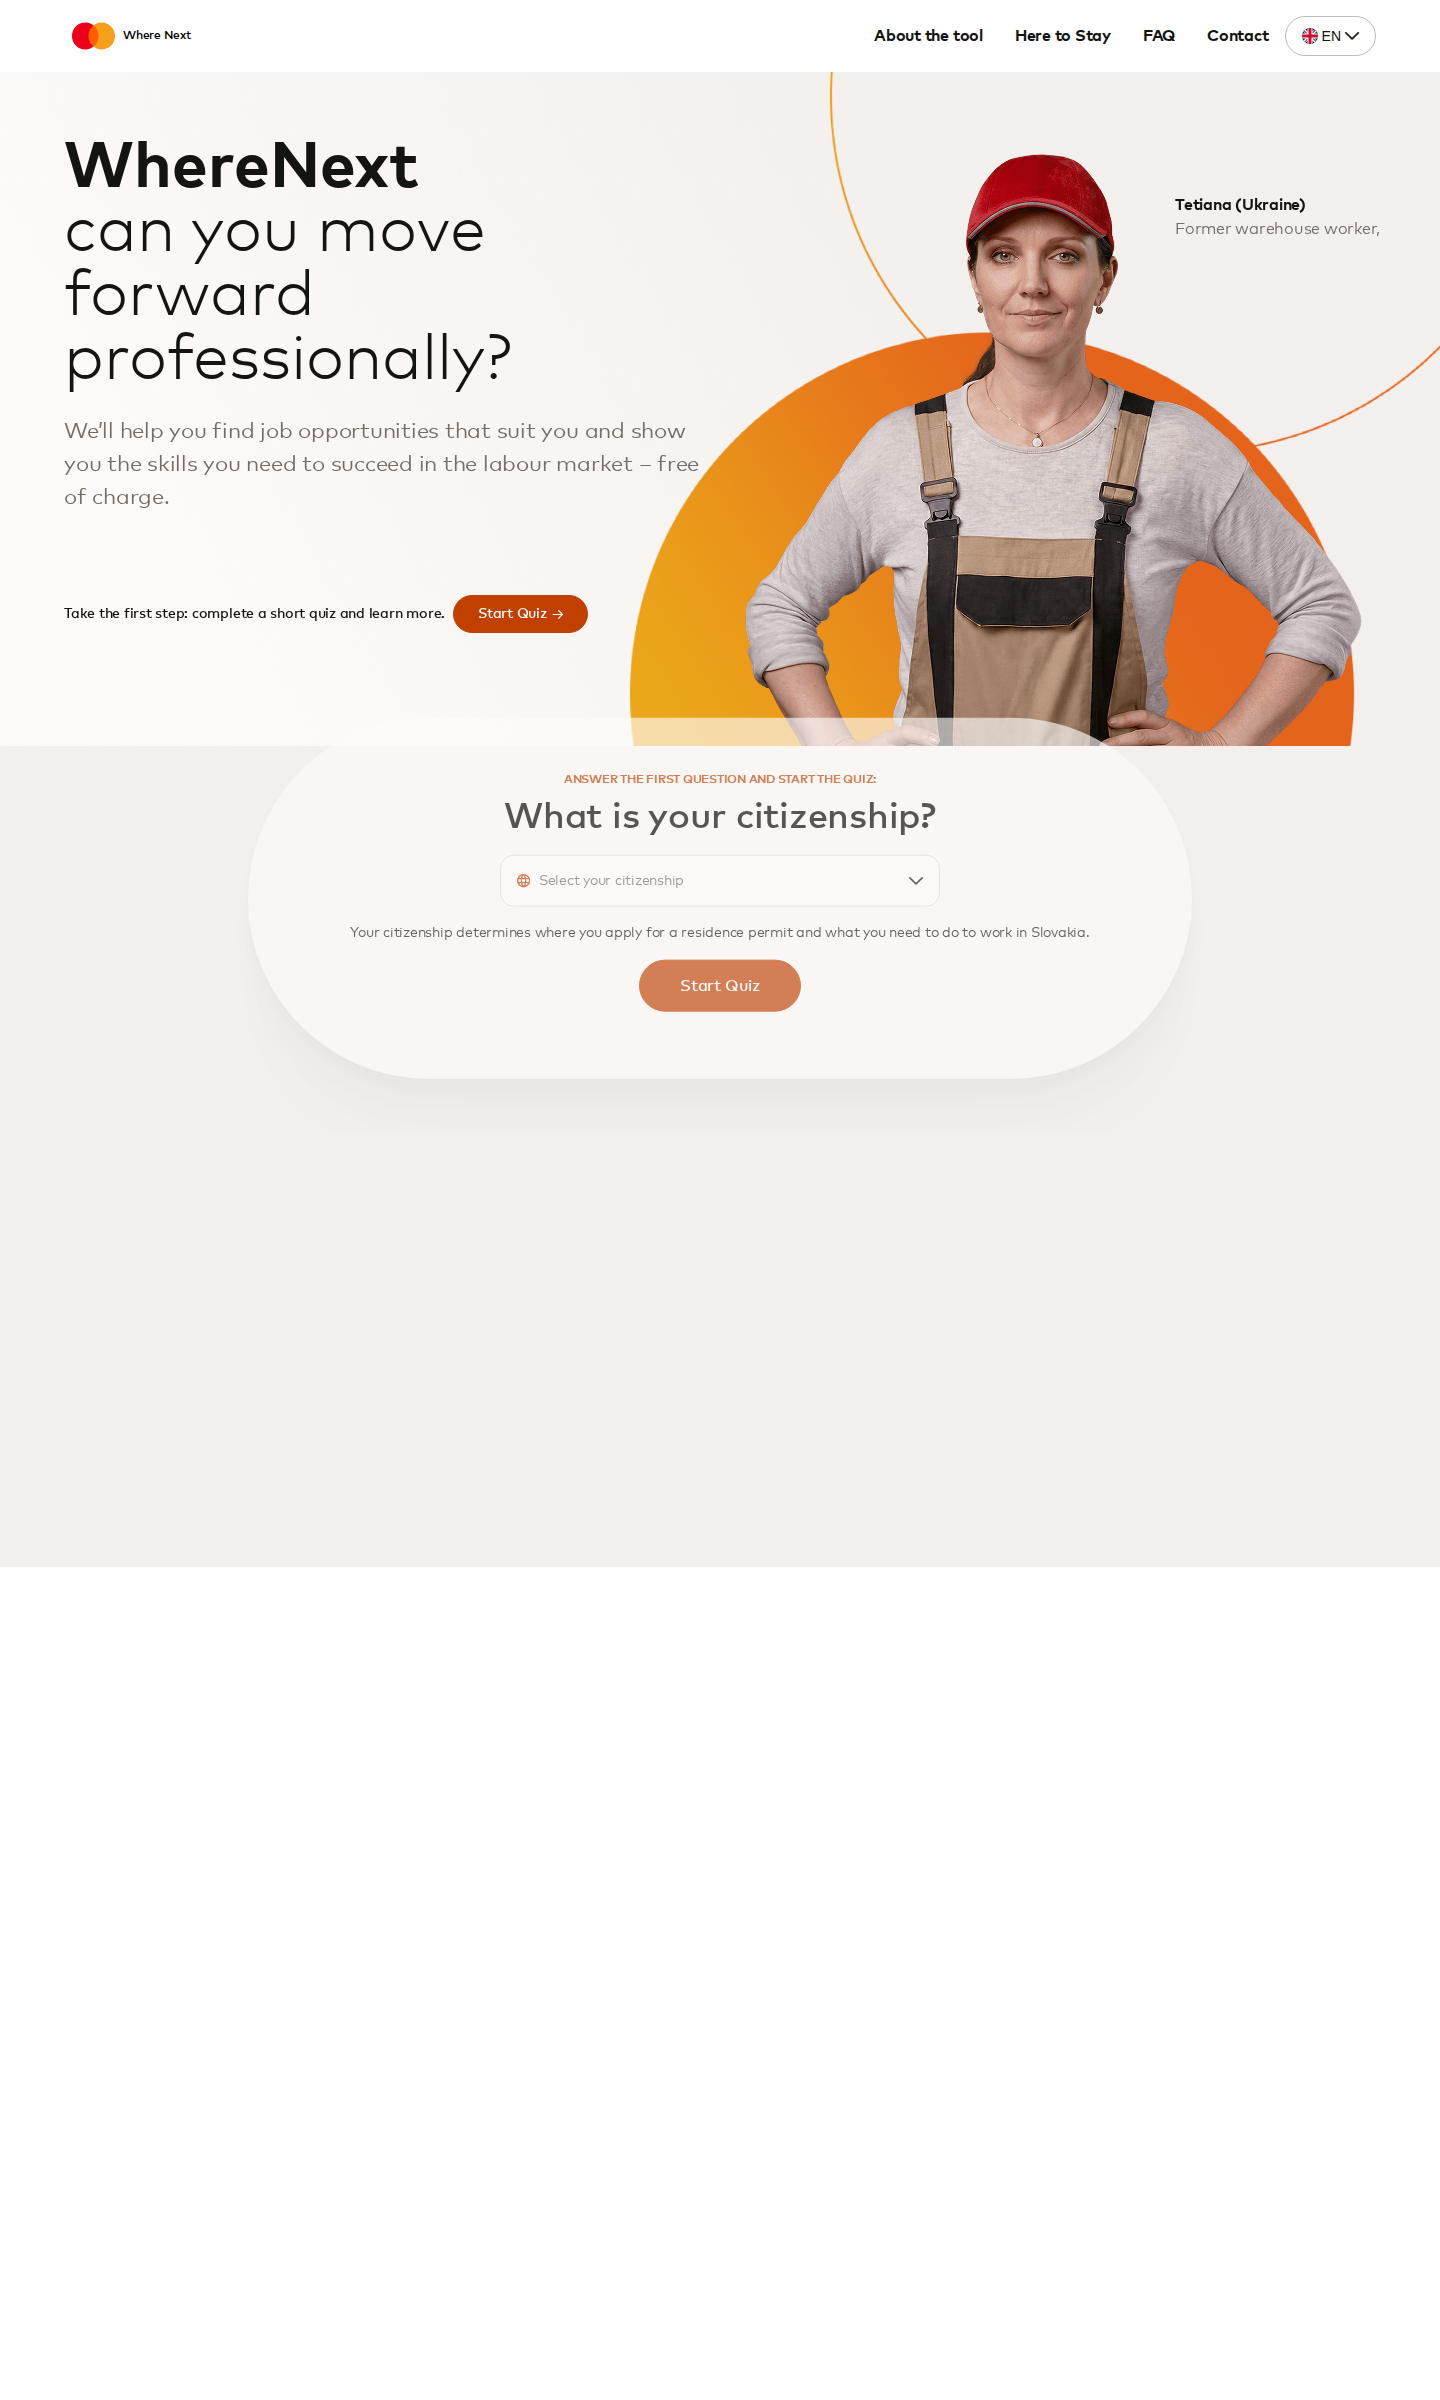 Where Next
About the tool
Here to Stay
FAQ
Contact
EN
WhereNext
can you move
forward
professionally?
Tetiana (Ukraine)
Former warehouse worker,
We’ll help you find job opportunities that suit you and show
you the skills you need to succeed in the labour market – free
of charge.
Take the first step: complete a short quiz and learn more.
Start Quiz →
ANSWER THE FIRST QUESTION AND START THE QUIZ:
What is your citizenship?
Select your citizenship
Your citizenship determines where you apply for a residence permit and what you need to do to work in Slovakia.
Start Quiz